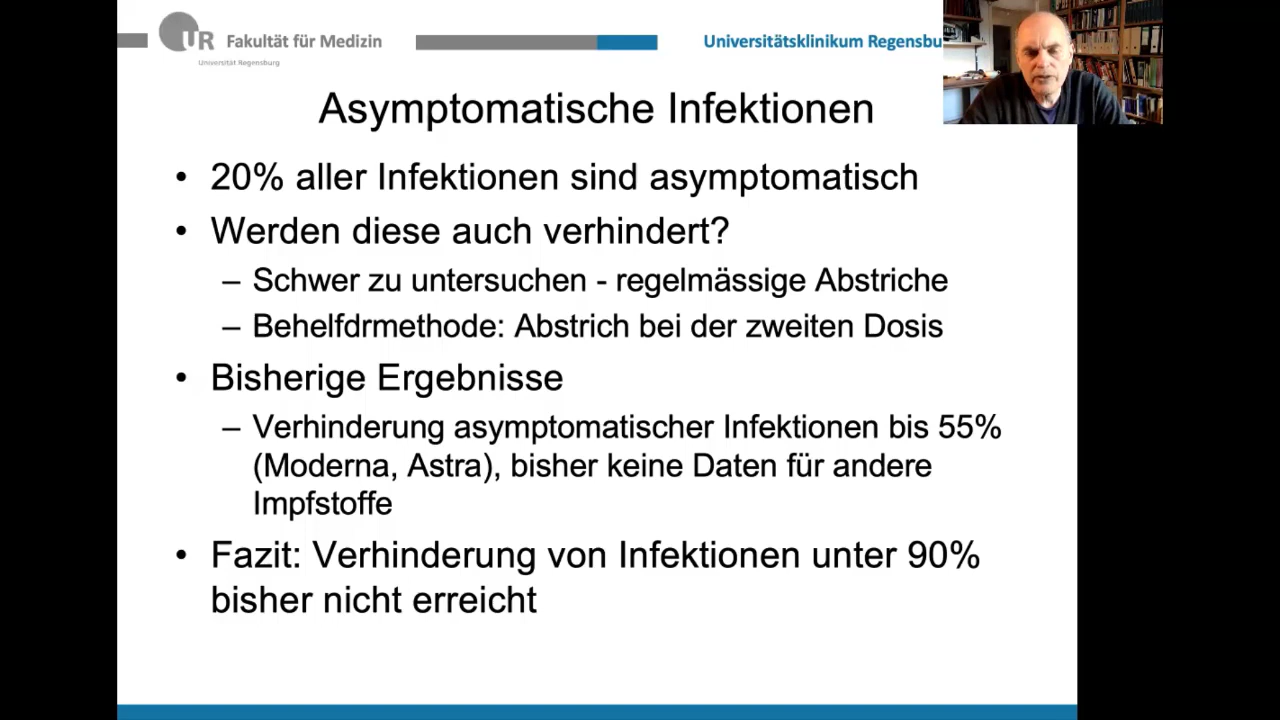 UR Fakultät für Medizin
Universität Regensburg
Universitätsklinikum Regensbu
Asymptomatische Infektionen
• 20% aller Infektionen sind asymptomatisch
• Werden diese auch verhindert?
– Schwer zu untersuchen - regelmässige Abstriche
– Behelfdrmethode: Abstrich bei der zweiten Dosis
• Bisherige Ergebnisse
– Verhinderung asymptomatischer Infektionen bis 55%
(Moderna, Astra), bisher keine Daten für andere
Impfstoffe
• Fazit: Verhinderung von Infektionen unter 90%
bisher nicht erreicht